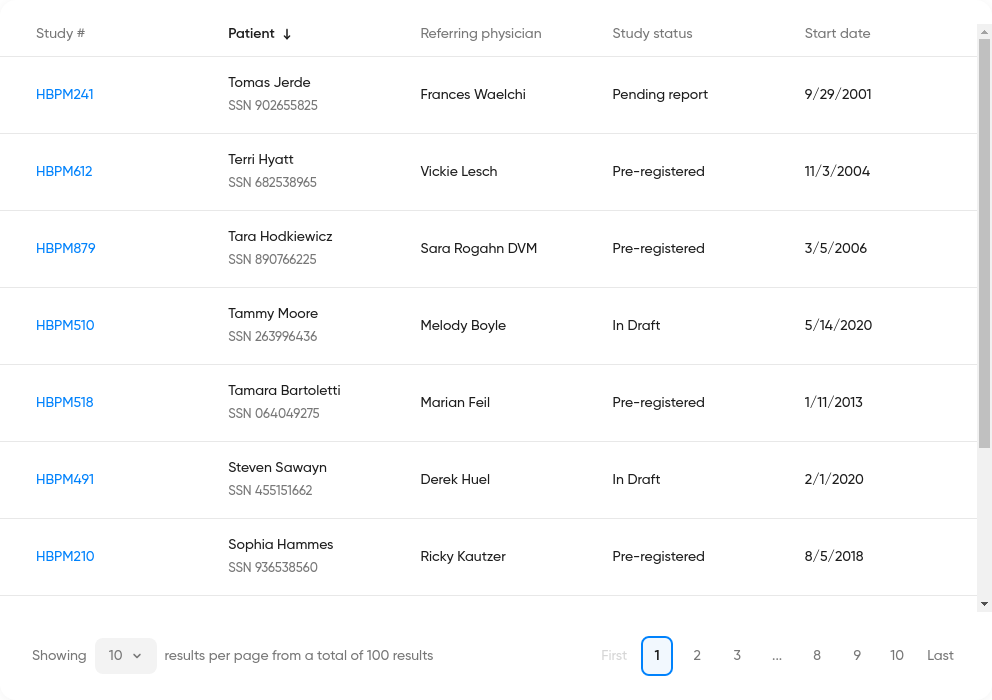 Study # Patient ↓ Referring physician Study status Start date
Tomas Jerde
HBPM241 Frances Waelchi Pending report 9/29/2001
SSN 902655825
Terri Hyatt
HBPM612 Vickie Lesch Pre-registered 11/3/2004
SSN 682538965
Tara Hodkiewicz
HBPM879 Sara Rogahn DVM Pre-registered 3/5/2006
SSN 890766225
Tammy Moore
HBPM510 Melody Boyle In Draft 5/14/2020
SSN 263996436
Tamara Bartoletti
HBPM518 Marian Feil Pre-registered 1/11/2013
SSN 064049275
Steven Sawayn
HBPM491 Derek Huel In Draft 2/1/2020
SSN 455151662
Sophia Hammes
HBPM210 Ricky Kautzer Pre-registered 8/5/2018
SSN 936538560
Showing 10 results per page from a total of 100 results First 1 2 3 ... 8 9 10 Last